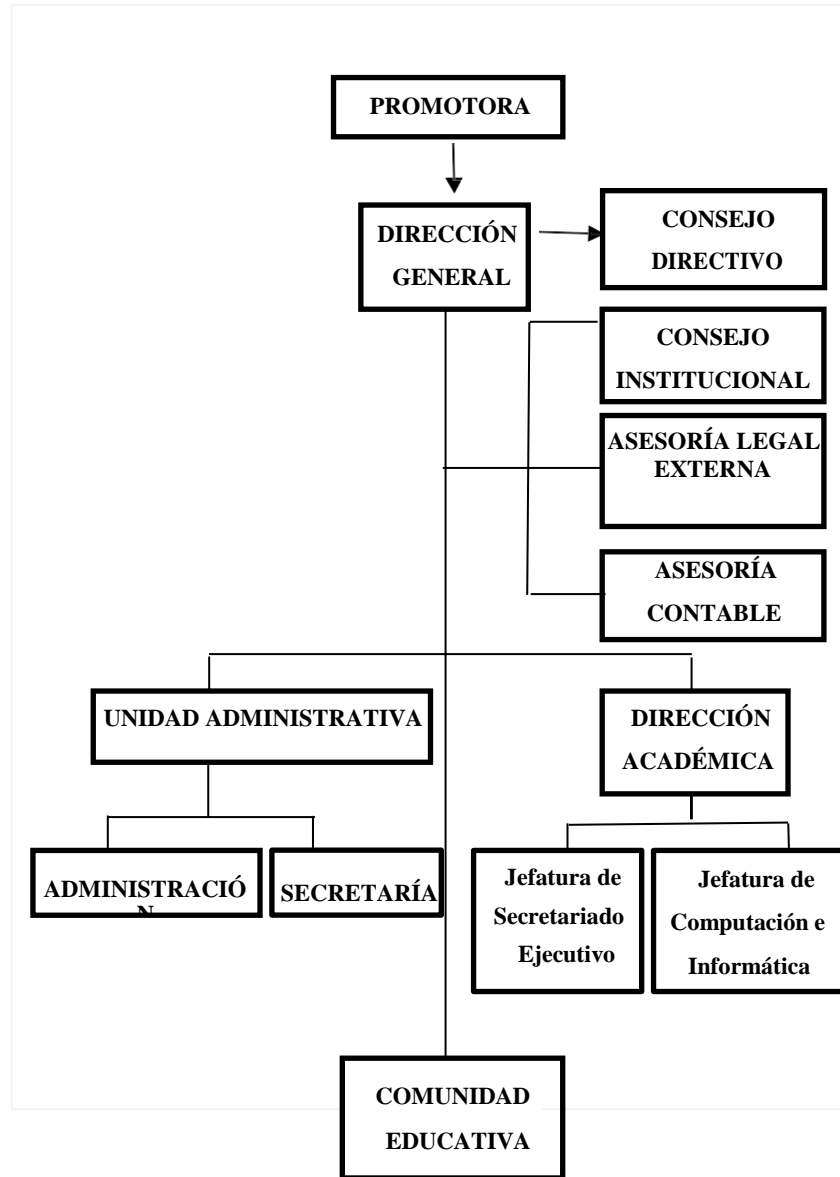 PROMOTORA
DIRECCIÓN
GENERAL
CONSEJO
DIRECTIVO
CONSEJO
INSTITUCIONAL
ASESORÍA LEGAL
EXTERNA
ASESORÍA
CONTABLE
UNIDAD ADMINISTRATIVA
DIRECCIÓN
ACADÉMICA
ADMINISTRACIÓ
N
SECRETARÍA
Jefatura de
Secretariado
Ejecutivo
Jefatura de
Computación e
Informática
COMUNIDAD
EDUCATIVA